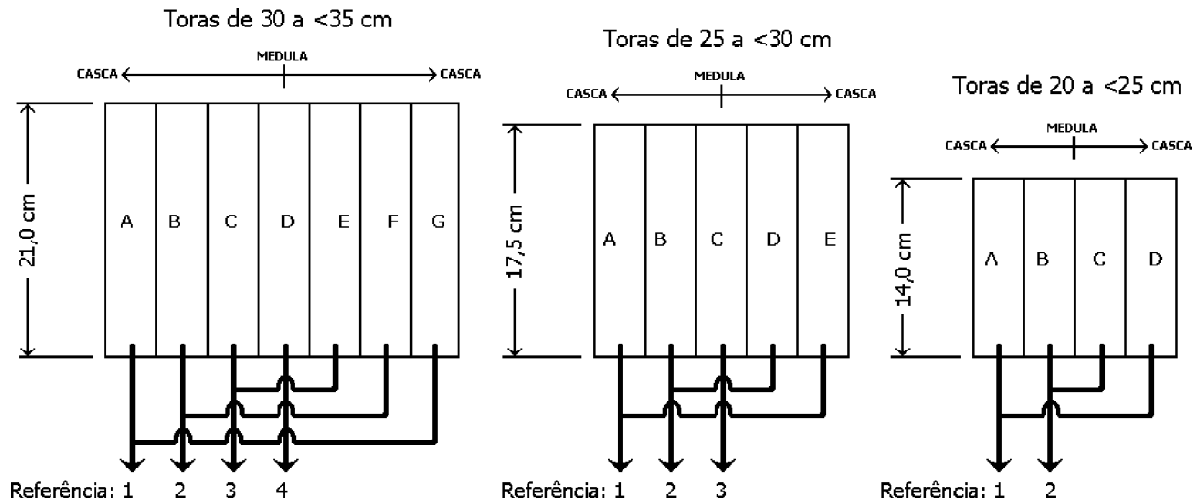 Toras de 30 a <35 cm
MEDULA
CASCA CASCA
21,0 cm
A B C D E F G
Referência: 1 2 3 4
Toras de 25 a <30 cm
MEDULA
CASCA CASCA
17,5 cm
A B C D E
Referência: 1 2 3
Toras de 20 a <25 cm
MEDULA
CASCA CASCA
14,0 cm
A B C D
Referência: 1 2